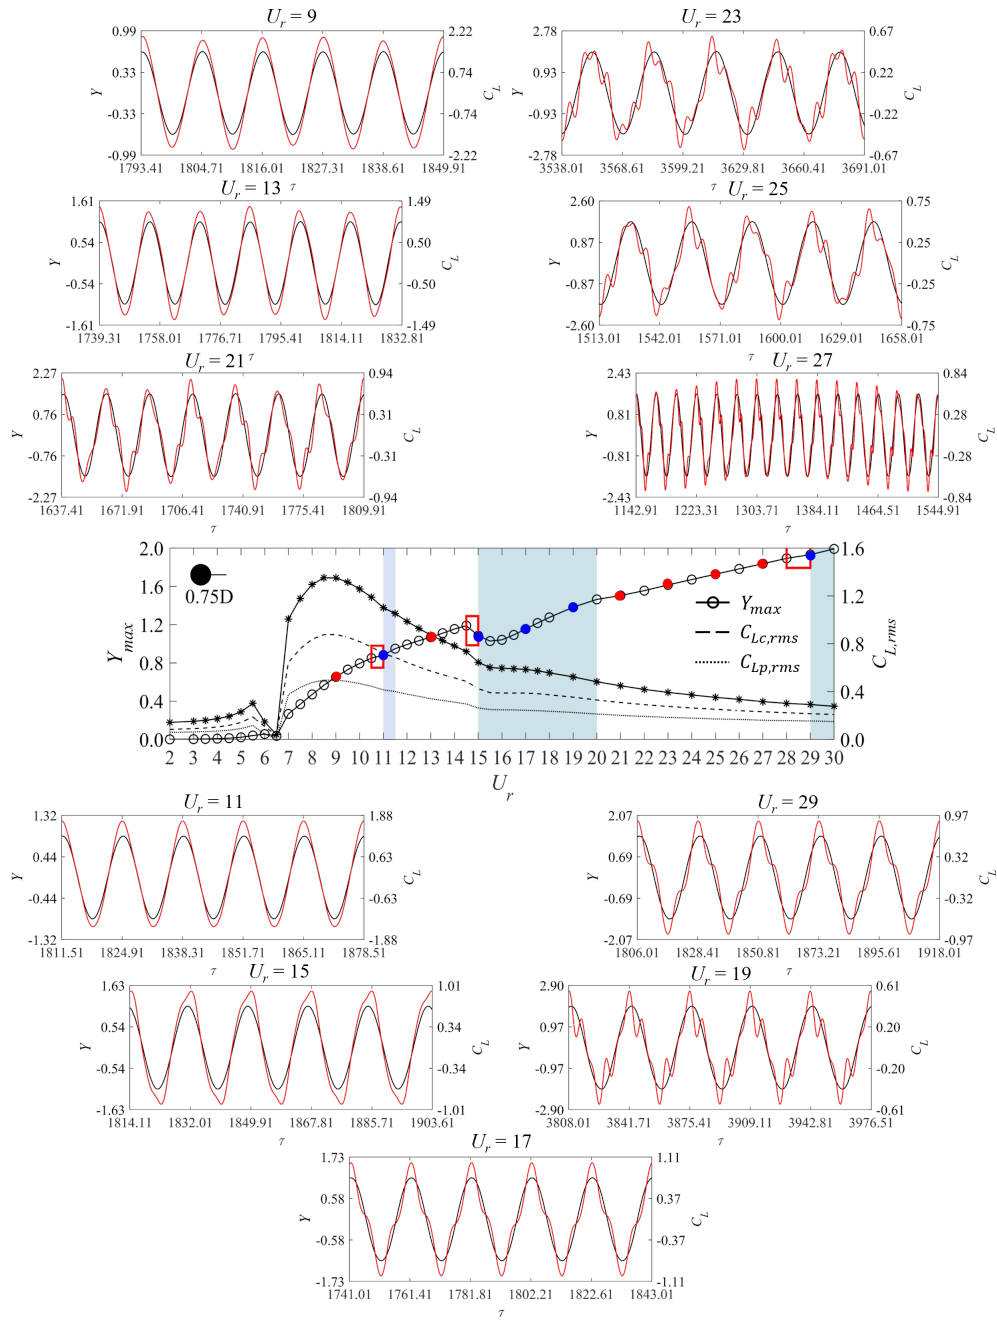 U_r = 9
0.99 0.33 -0.33 -0.99
Y
2.22 0.74 -0.74 -2.22
C_L
1793.41 1804.71 1816.01 1827.31 1838.61 1849.91
τ
U_r = 23
2.78 0.93 -0.93 -2.78
Y
0.67 0.22 -0.22 -0.67
C_L
3538.01 3568.61 3599.21 3629.81 3660.41 3691.01
τ
U_r = 13
1.61 0.54 -0.54 -1.61
Y
1.49 0.50 -0.50 -1.49
C_L
1739.31 1758.01 1776.71 1795.41 1814.11 1832.81
τ
U_r = 25
2.60 0.87 -0.87 -2.60
Y
0.75 0.25 -0.25 -0.75
C_L
1513.01 1542.01 1571.01 1600.01 1629.01 1658.01
τ
U_r = 21
2.27 0.76 -0.76 -2.27
Y
0.94 0.31 -0.31 -0.94
C_L
1637.41 1671.91 1706.41 1740.91 1775.41 1809.91
τ
U_r = 27
2.43 0.81 -0.81 -2.43
Y
0.84 0.28 -0.28 -0.84
C_L
1142.91 1223.31 1303.71 1384.11 1464.51 1544.91
τ
2.0 1.6 1.2 0.8 0.4 0.0
Y_max
0.75D
Y_max
C_Lc,rms
C_Lp,rms
1.6 1.2 0.8 0.4 0.0
C_L,rms
2 3 4 5 6 7 8 9 10 11 12 13 14 15 16 17 18 19 20 21 22 23 24 25 26 27 28 29 30
U_r
U_r = 11
1.32 0.44 -0.44 -1.32
Y
1.88 0.63 -0.63 -1.88
C_L
1811.51 1824.91 1838.31 1851.71 1865.11 1878.51
τ
U_r = 29
2.07 0.69 -0.69 -2.07
Y
0.97 0.32 -0.32 -0.97
C_L
1806.01 1828.41 1850.81 1873.21 1895.61 1918.01
τ
U_r = 15
1.63 0.54 -0.54 -1.63
Y
1.01 0.34 -0.34 -1.01
C_L
1814.11 1832.01 1849.91 1867.81 1885.71 1903.61
τ
U_r = 19
2.90 0.97 -0.97 -2.90
Y
0.61 0.20 -0.20 -0.61
C_L
3808.01 3841.71 3875.41 3909.11 3942.81 3976.51
τ
U_r = 17
1.73 0.58 -0.58 -1.73
Y
1.11 0.37 -0.37 -1.11
C_L
1741.01 1761.41 1781.81 1802.21 1822.61 1843.01
τ